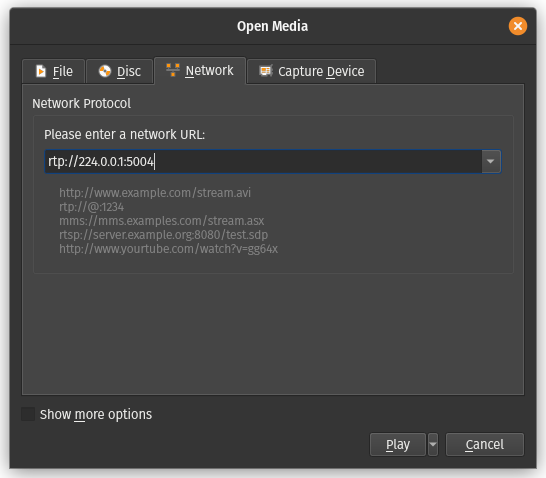 Open Media
File Disc Network Capture Device
Network Protocol
Please enter a network URL:
rtp://224.0.0.1:5004
http://www.example.com/stream.avi
rtp://@:1234
mms://mms.examples.com/stream.asx
rtsp://server.example.org:8080/test.sdp
http://www.yourtube.com/watch?v=gg64x
Show more options
Play Cancel